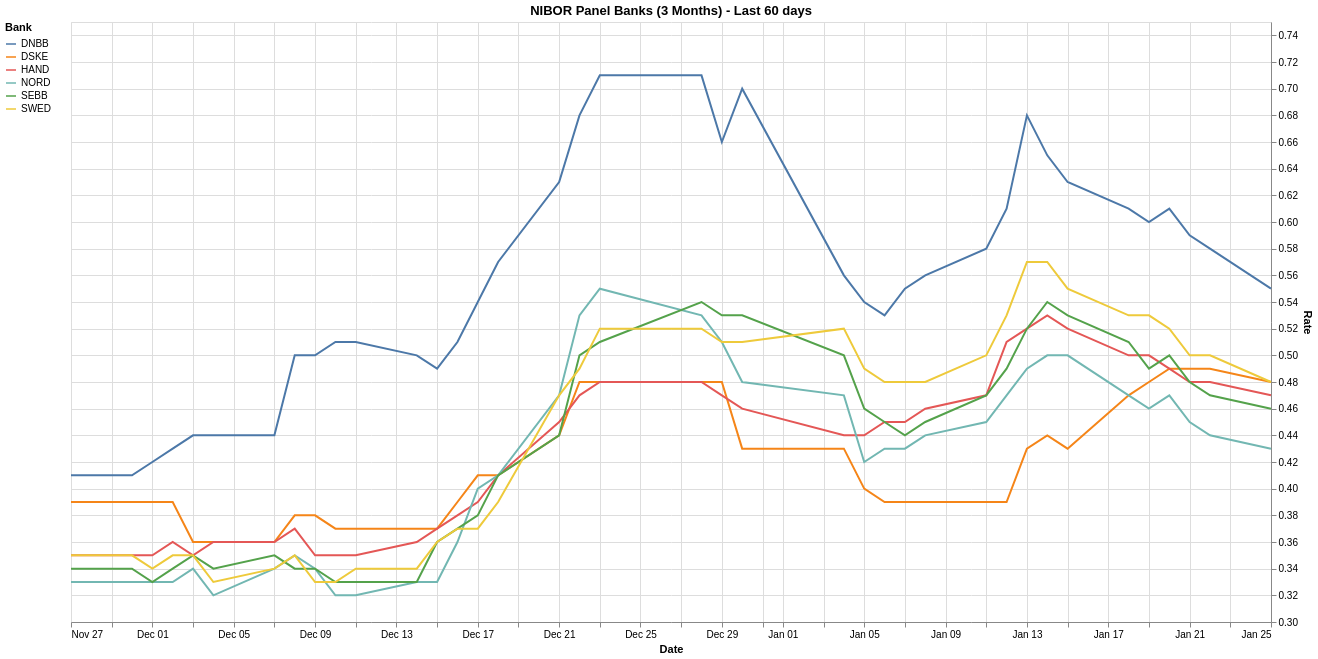 NIBOR Panel Banks (3 Months) - Last 60 days
Bank
DNBB
DSKE
HAND
NORD
SEBB
SWED
0.74
0.72
0.70
0.68
0.66
0.64
0.62
0.60
0.58
0.56
0.54
0.52
0.50
0.48
0.46
0.44
0.42
0.40
0.38
0.36
0.34
0.32
0.30
Rate
Nov 27 Dec 01 Dec 05 Dec 09 Dec 13 Dec 17 Dec 21 Dec 25 Dec 29 Jan 01 Jan 05 Jan 09 Jan 13 Jan 17 Jan 21 Jan 25
Date